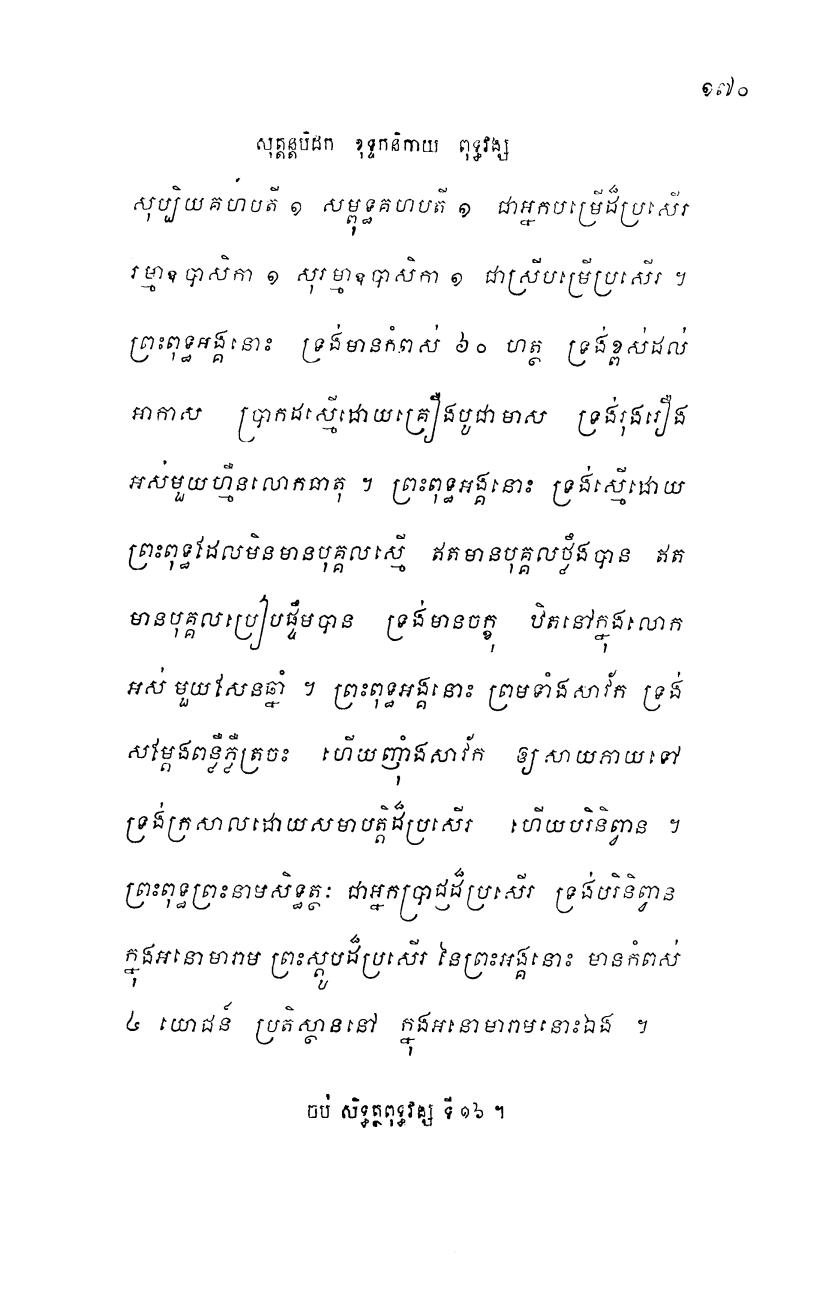 ១៧០
សុត្តន្តបិដក ខុទ្ទកនិកាយ ពុទ្ធវង្ស
សុប្បិយគហបតី ១ សម្ពុទ្ធគហបតី ១ ជាអ្នកបម្រើដ៏ប្រសើរ
រម្មាឧបាសិកា ១ សុរម្មាឧបាសិកា ១ ជាស្រីបម្រើប្រសើរ ។
ព្រះពុទ្ធអង្គនោះ ទ្រង់មានកំពស់ ៦០ ហត្ថ ទ្រង់ខ្ពស់ដល់
អាកាស ប្រាកដស្មើដោយគ្រឿងបូជាមាស ទ្រង់រុងរឿង
អស់មួយហ្មឺនលោកធាតុ ។ ព្រះពុទ្ធអង្គនោះ ទ្រង់ស្មើដោយ
ព្រះពុទ្ធដែលមិនមានបុគ្គលស្មើ ឥតមានបុគ្គលថ្លឹងបាន ឥត
មានបុគ្គលប្រៀបផ្ទឹមបាន ទ្រង់មានចក្ខុ ឋិតនៅក្នុងលោក
អស់មួយសែនឆ្នាំ ។ ព្រះពុទ្ធអង្គនោះ ព្រមទាំងសាវ័ក ទ្រង់
សម្តែងពន្លឺភ្លឺត្រចះ ហើយញ៉ាំងសាវ័ក ឲ្យសាយភាយទៅ
ទ្រង់ក្រសាលដោយសមាបត្តិដ៏ប្រសើរ ហើយបរិនិព្វាន ។
ព្រះពុទ្ធព្រះនាមសិទ្ធត្ថៈ ជាអ្នកប្រាជ្ញដ៏ប្រសើរ ទ្រង់បរិនិព្វាន
ក្នុងអនោមារាម ព្រះស្តូបដ៏ប្រសើរ នៃព្រះអង្គនោះ មានកំពស់
៤ យោជន៍ ប្រតិស្ឋាននៅ ក្នុងអនោមារាមនោះឯង ។
ចប់ សិទ្ធត្ថពុទ្ធវង្ស ទី១៦ ។